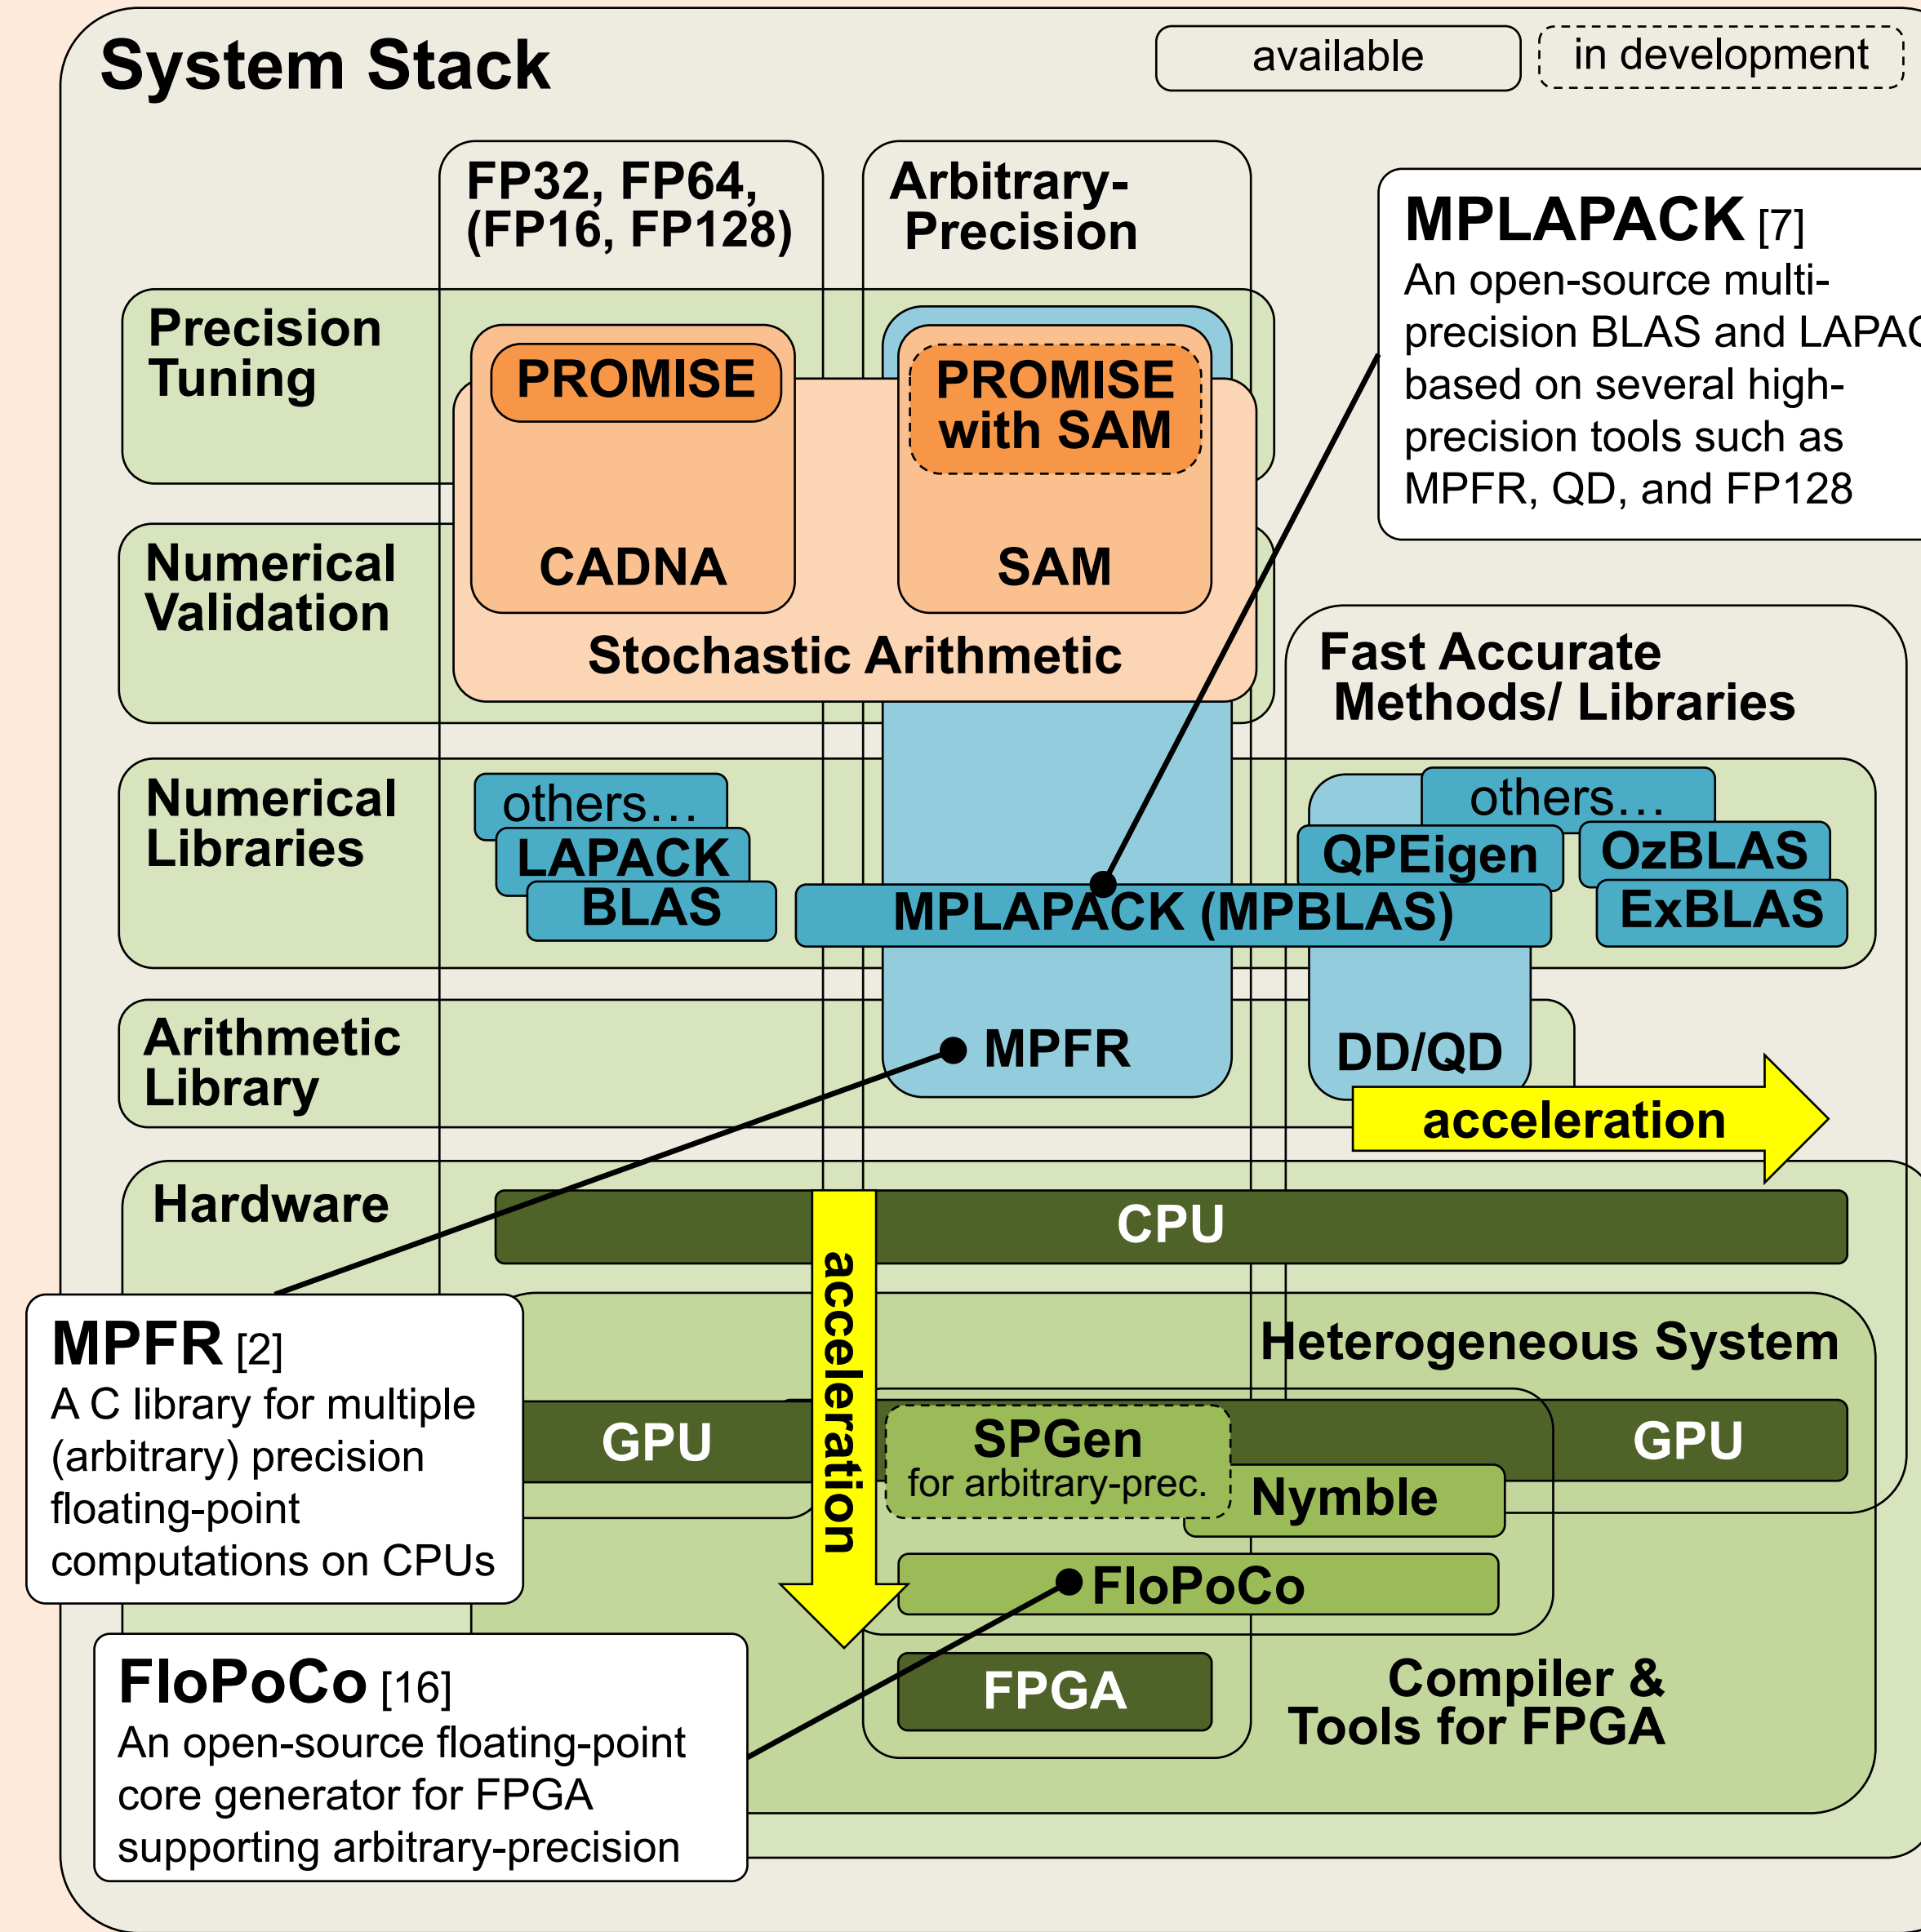 System Stack
available
in development
FP32, FP64,
(FP16, FP128)
Arbitrary-
Precision
MPLAPACK [7]
An open-source multi-
precision BLAS and
based on several high-
precision tools such as
MPFR, QD, and FP128
Precision
Tuning
PROMISE
PROMISE
with SAM
Numerical
Validation
CADNA
SAM
Stochastic Arithmetic
Fast Accurate
Methods/ Libraries
Numerical
Libraries
others…
LAPACK
BLAS
others…
QPEigen
OzBLAS
MPLAPACK (MPBLAS)
ExBLAS
Arithmetic
Library
MPFR
DD/QD
acceleration
Hardware
CPU
acceleration
MPFR [2]
A C library for multiple
(arbitrary) precision
floating-point
computations on CPUs
Heterogeneous System
GPU
SPGen
for arbitrary-prec.
GPU
Nymble
FloPoCo
FPGA
Compiler &
Tools for FPGA
FloPoCo [16]
An open-source floating-point
core generator for FPGA
supporting arbitrary-precision